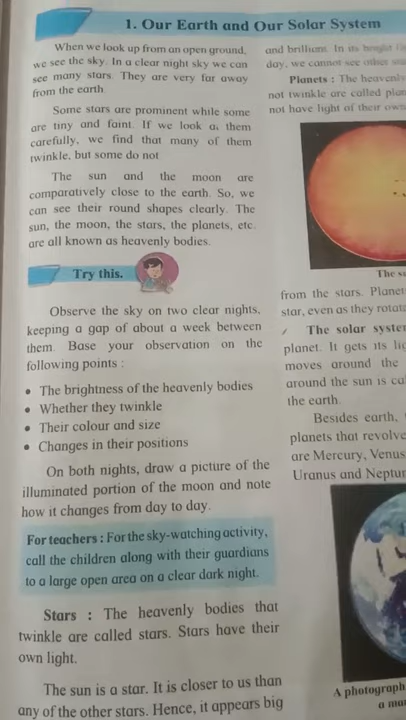 1. Our Earth and Our Solar System
When we look up from an open ground,
we see the sky. In a clear night sky we can
see many stars. They are very far away
from the earth.
Some stars are prominent while some
are tiny and faint. If we look at them
carefully, we find that many of them
twinkle, but some do not.
The sun and the moon are
comparatively close to the earth. So, we
can see their round shapes clearly. The
sun, the moon, the stars, the planets, etc.
are all known as heavenly bodies.
Try this.
Observe the sky on two clear nights,
keeping a gap of about a week between
them. Base your observation on the
following points :
• The brightness of the heavenly bodies
• Whether they twinkle
• Their colour and size
• Changes in their positions
On both nights, draw a picture of the
illuminated portion of the moon and note
how it changes from day to day.
For teachers : For the sky-watching activity,
call the children along with their guardians
to a large open area on a clear dark night.
Stars : The heavenly bodies that
twinkle are called stars. Stars have their
own light.
The sun is a star. It is closer to us than
any of the other stars. Hence, it appears big
and brilliant. In its bright
day, we cannot see other
Planets : The heavenly
not twinkle are called
not have light of their own
The
from the stars.
star, even as they
The solar
planet. It gets its
moves around the
around the sun is
the earth.
Besides earth,
planets that revolve
are Mercury, Venus
Uranus and
A
a